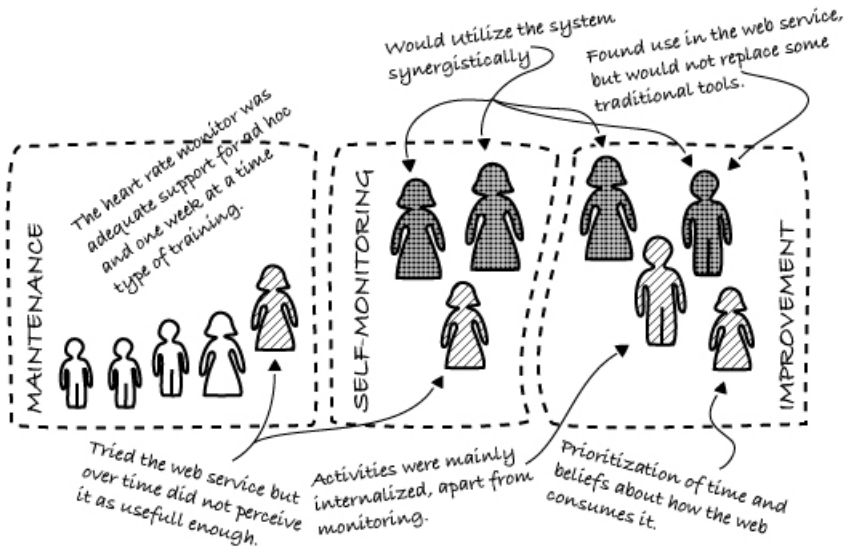 Would utilize the system
synergistically
Found use in the web service,
but would not replace some
traditional tools.
The heart rate monitor was
adequate support for ad hoc
and one week at a time
type of training.
MAINTENANCE
SELF-MONITORING
IMPROVEMENT
Tried the web service but
over time did not perceive
it as usefull enough.
Activities were mainly
internalized, apart from
monitoring.
Prioritization of time and
beliefs about how the web
consumes it.